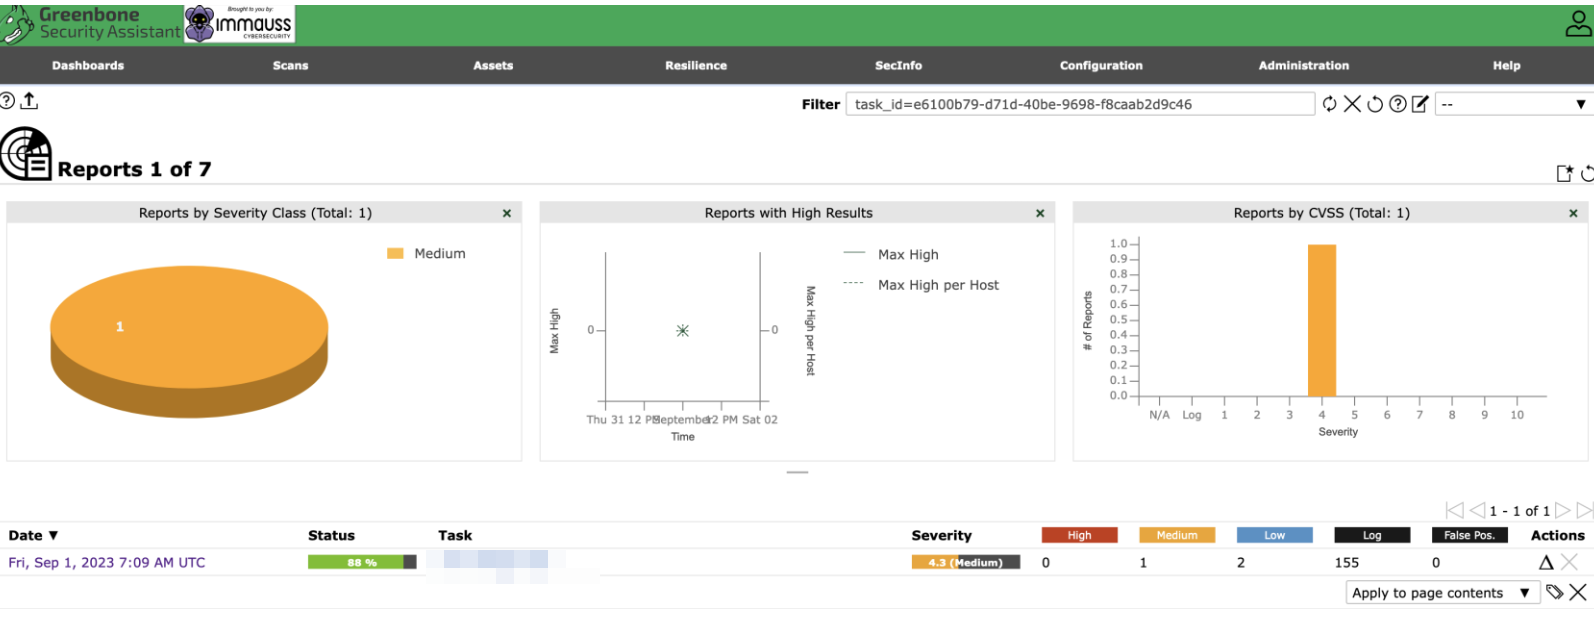 Greenbone
Security Assistant
Brought to you by:
immauss
CYBERSECURITY
Dashboards Scans Assets Resilience SecInfo Configuration Administration Help
Filter task_id=e6100b79-d71d-40be-9698-f8caab2d9c46 --
Reports 1 of 7
Reports by Severity Class (Total: 1)
Medium
1
Reports with High Results
Max High
Max High per Host
Max High
0
0
Max High per Host
Thu 31 12 PM September 12 PM Sat 02
Time
Reports by CVSS (Total: 1)
# of Reports
1.0
0.9
0.8
0.7
0.6
0.5
0.4
0.3
0.2
0.1
0.0
N/A Log 1 2 3 4 5 6 7 8 9 10
Severity
1 - 1 of 1
Date ▼ Status Task Severity High Medium Low Log False Pos. Actions
Fri, Sep 1, 2023 7:09 AM UTC 88 % 4.3 (Medium) 0 1 2 155 0
Apply to page contents ▼